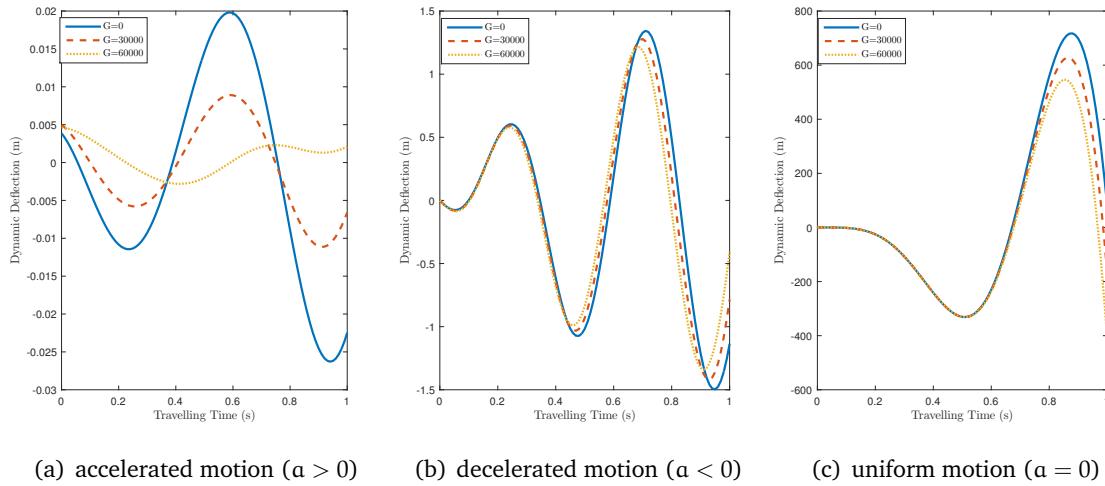 G=0
G=30000
G=60000
0.02
0.015
0.01
0.005
0
-0.005
-0.01
-0.015
-0.02
-0.025
-0.03
Dynamic Deflection (m)
0 0.2 0.4 0.6 0.8 1
Travelling Time (s)
(a) accelerated motion (a > 0)
G=0
G=30000
G=60000
1.5
1
0.5
0
-0.5
-1
-1.5
Dynamic Deflection (m)
0 0.2 0.4 0.6 0.8 1
Travelling Time (s)
(b) decelerated motion (a < 0)
G=0
G=30000
G=60000
800
600
400
200
0
-200
-400
-600
Dynamic Deflection (m)
0 0.2 0.4 0.6 0.8 1
Travelling Time (s)
(c) uniform motion (a = 0)